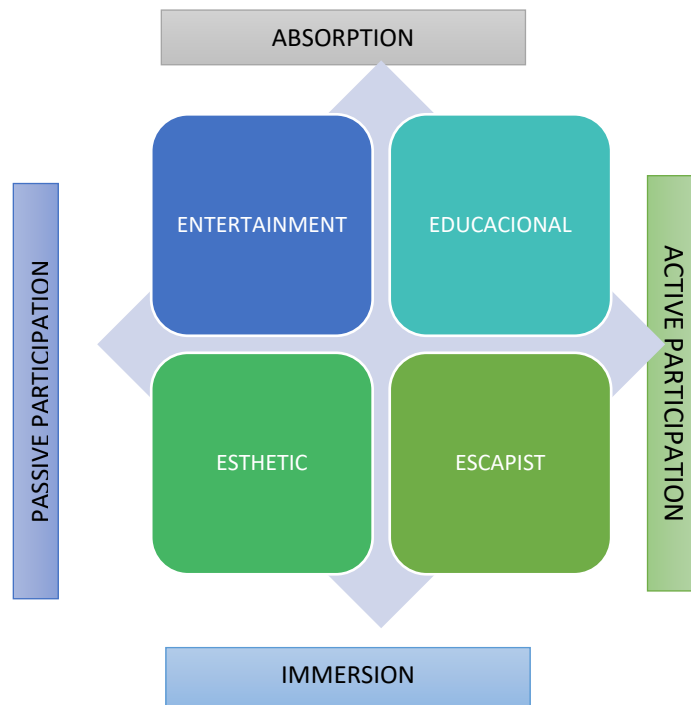 ABSORPTION
ENTERTAINMENT
EDUCACIONAL
PASSIVE PARTICIPATION
ACTIVE PARTICIPATION
ESTHETIC
ESCAPIST
IMMERSION